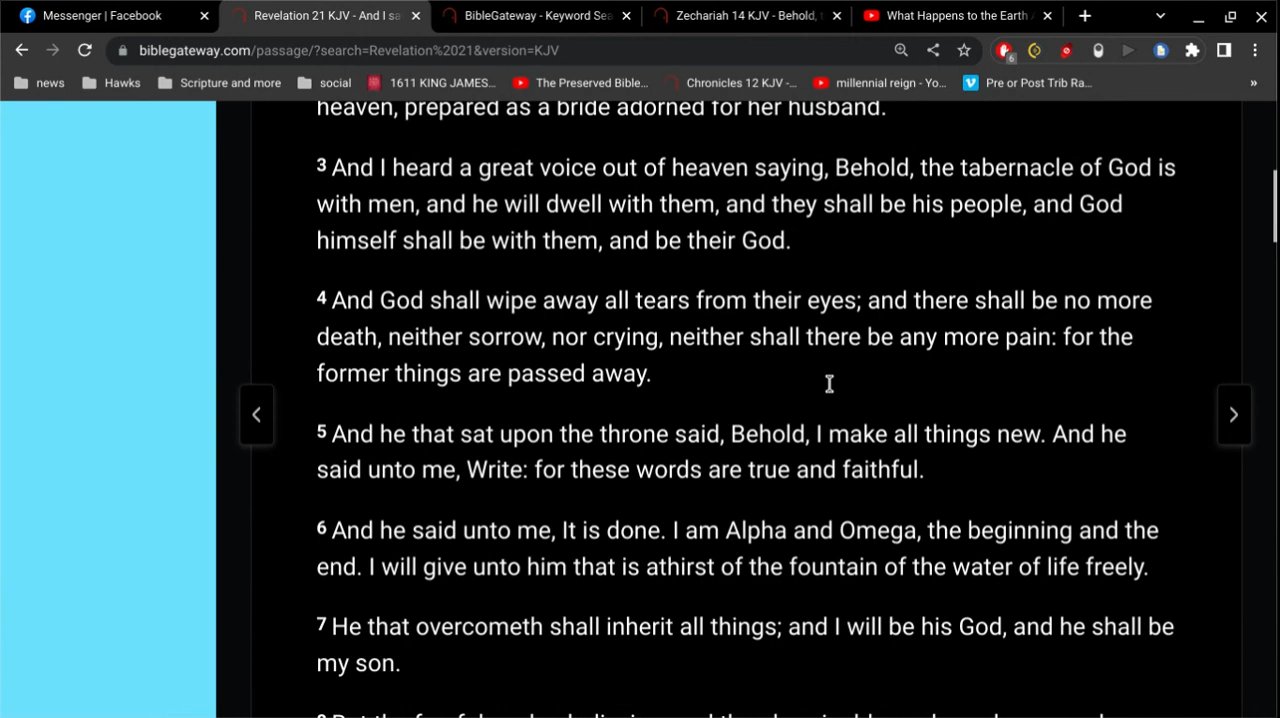 Messenger | Facebook
Revelation 21 KJV - And I sa
BibleGateway - Keyword Sea
Zechariah 14 KJV - Behold, t
What Happens to the Earth
biblegateway.com/passage/?search=Revelation%2021&version=KJV
6
news
Hawks
Scripture and more
social
1611 KING JAMES...
The Preserved Bible...
Chronicles 12 KJV -...
millennial reign - Yo...
Pre or Post Trib Ra...
»
heaven, prepared as a bride adorned for her husband.
3 And I heard a great voice out of heaven saying, Behold, the tabernacle of God is
with men, and he will dwell with them, and they shall be his people, and God
himself shall be with them, and be their God.
4 And God shall wipe away all tears from their eyes; and there shall be no more
death, neither sorrow, nor crying, neither shall there be any more pain: for the
former things are passed away.
5 And he that sat upon the throne said, Behold, I make all things new. And he
said unto me, Write: for these words are true and faithful.
6 And he said unto me, It is done. I am Alpha and Omega, the beginning and the
end. I will give unto him that is athirst of the fountain of the water of life freely.
7 He that overcometh shall inherit all things; and I will be his God, and he shall be
my son.